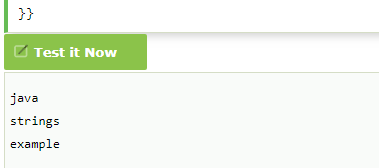 }}
Test it Now
java
strings
example